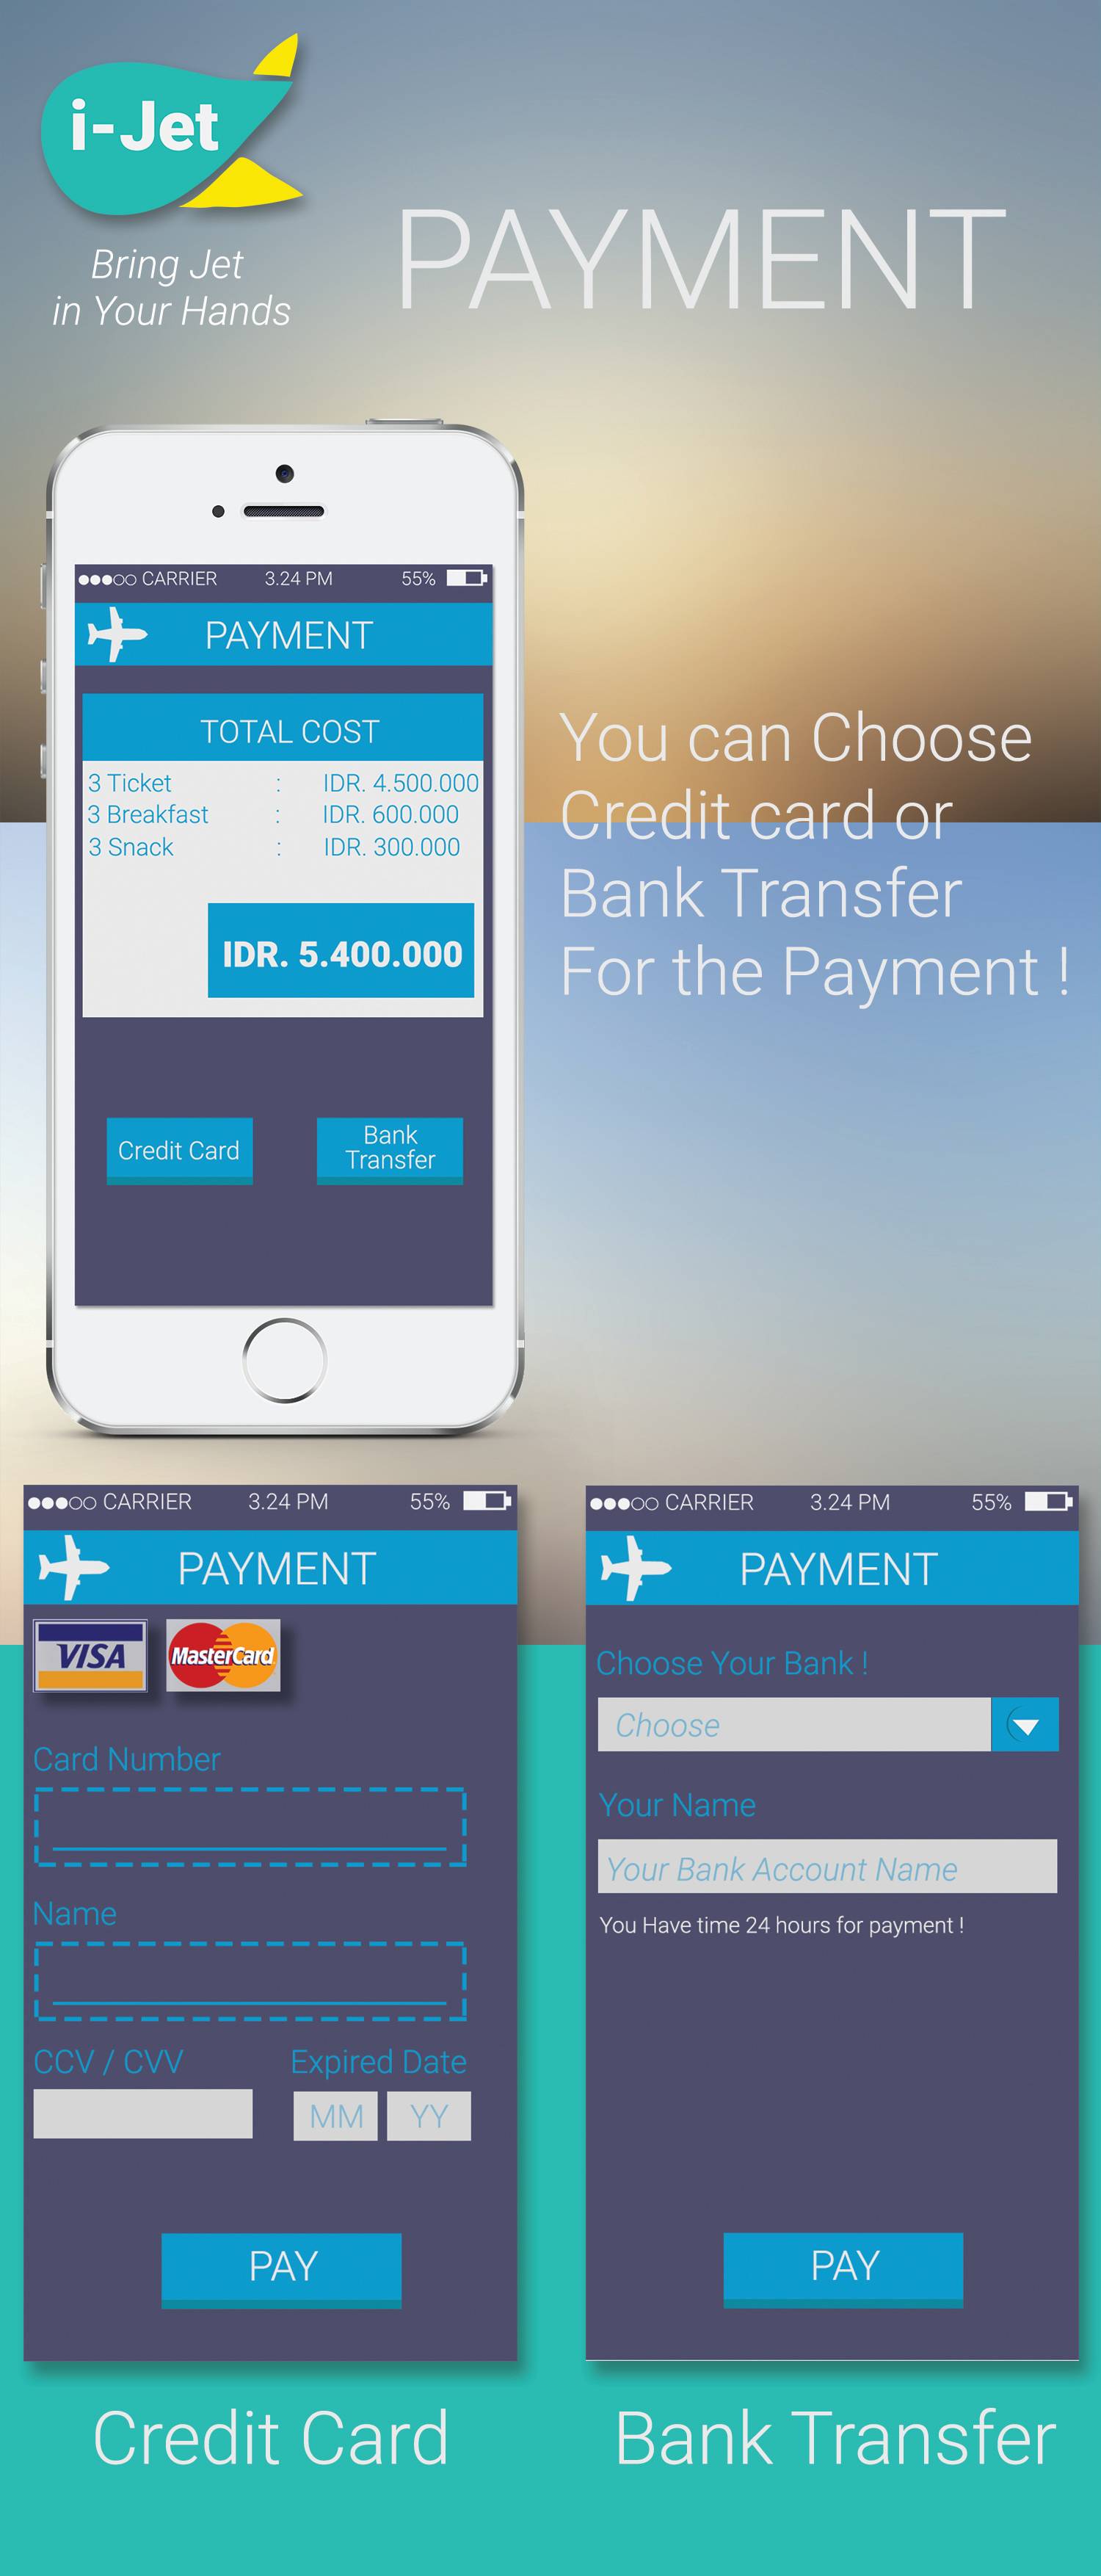 i-Jet
Bring Jet
in Your Hands
PAYMENT
CARRIER 3.24 PM 55%
PAYMENT
TOTAL COST
3 Ticket : IDR. 4.500.000
3 Breakfast : IDR. 600.000
3 Snack : IDR. 300.000
IDR. 5.400.000
Credit Card
Bank
Transfer
You can Choose
Credit card or
Bank Transfer
For the Payment !
CARRIER 3.24 PM 55%
PAYMENT
VISA MasterCard
Card Number
Name
CCV / CVV Expired Date
MM YY
PAY
Credit Card
CARRIER 3.24 PM 55%
PAYMENT
Choose Your Bank !
Choose
Your Name
Your Bank Account Name
You Have time 24 hours for payment !
PAY
Bank Transfer